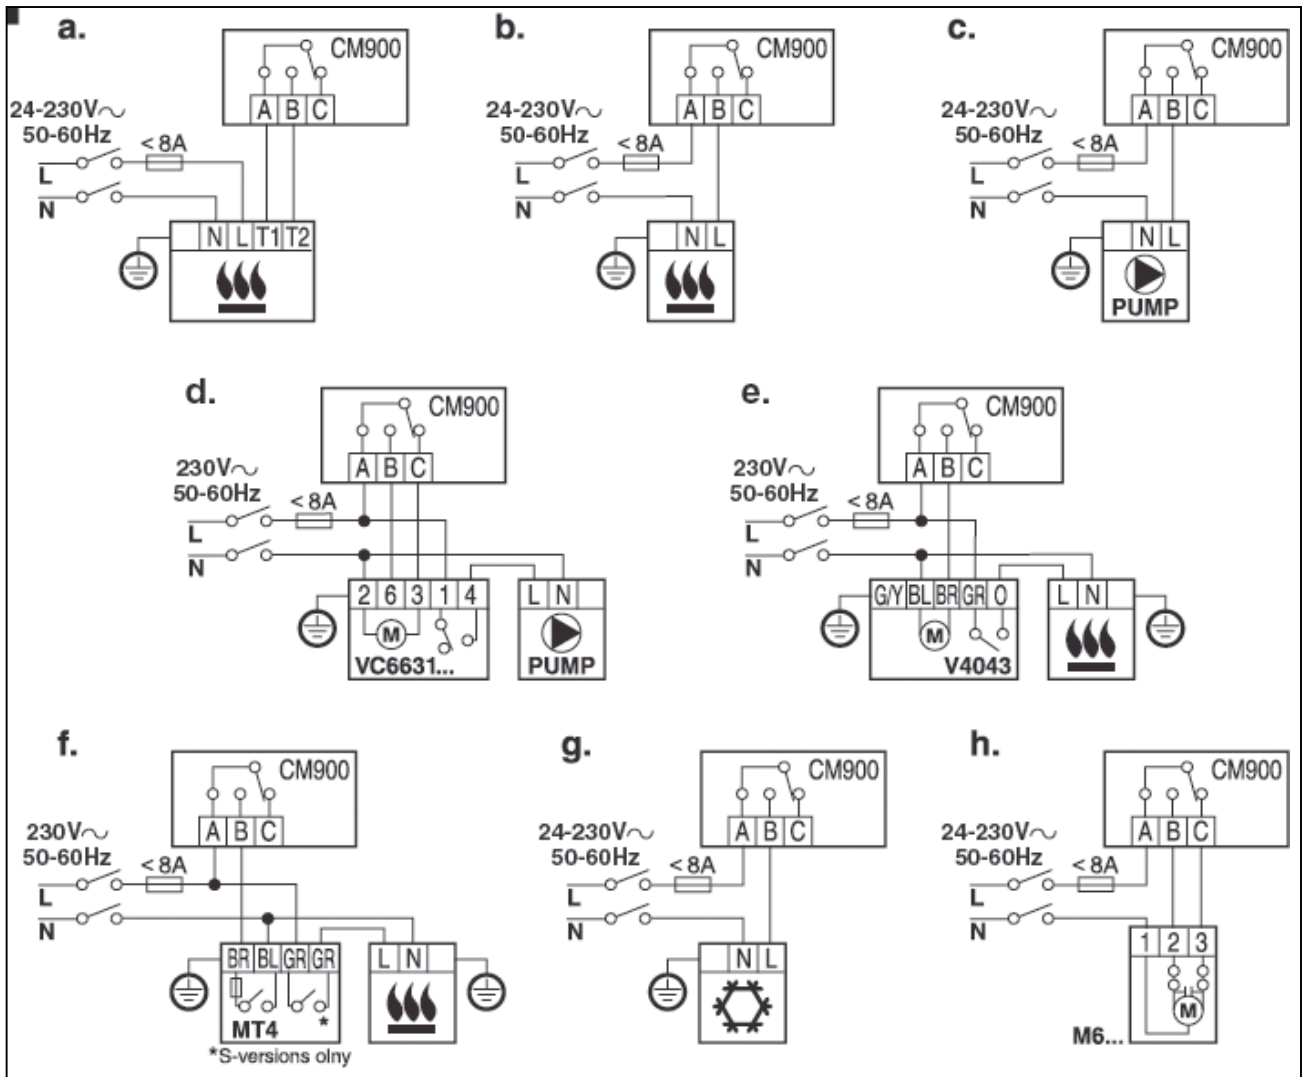 a.
CM900
A B C
24-230V~
50-60Hz
< 8A
L
N
N L T1 T2
b.
CM900
A B C
24-230V~
50-60Hz
< 8A
L
N
N L
c.
CM900
A B C
24-230V~
50-60Hz
< 8A
L
N
N L
PUMP
d.
CM900
A B C
230V~
50-60Hz
< 8A
L
N
2 6 3 1 4
M
VC6631...
L N
PUMP
e.
CM900
A B C
230V~
50-60Hz
< 8A
L
N
G/Y BL BR GR O
M
V4043
L N
f.
CM900
A B C
230V~
50-60Hz
< 8A
L
N
BR BL GR GR
*
MT4
L N
*S-versions olny
g.
CM900
A B C
24-230V~
50-60Hz
< 8A
L
N
N L
h.
CM900
A B C
24-230V~
50-60Hz
< 8A
L
N
1 2 3
M
M6...